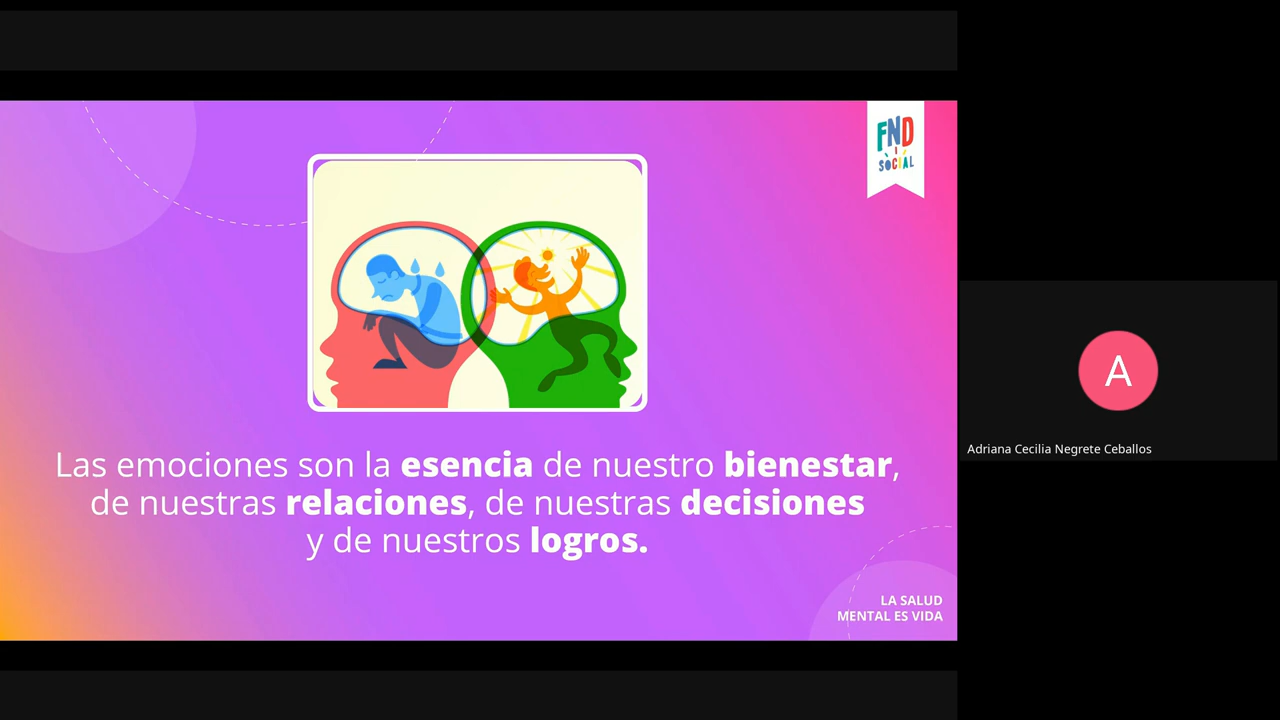 FND
SOCIAL
Las emociones son la esencia de nuestro bienestar,
de nuestras relaciones, de nuestras decisiones
y de nuestros logros.
LA SALUD
MENTAL ES VIDA
A
Adriana Cecilia Negrete Ceballos